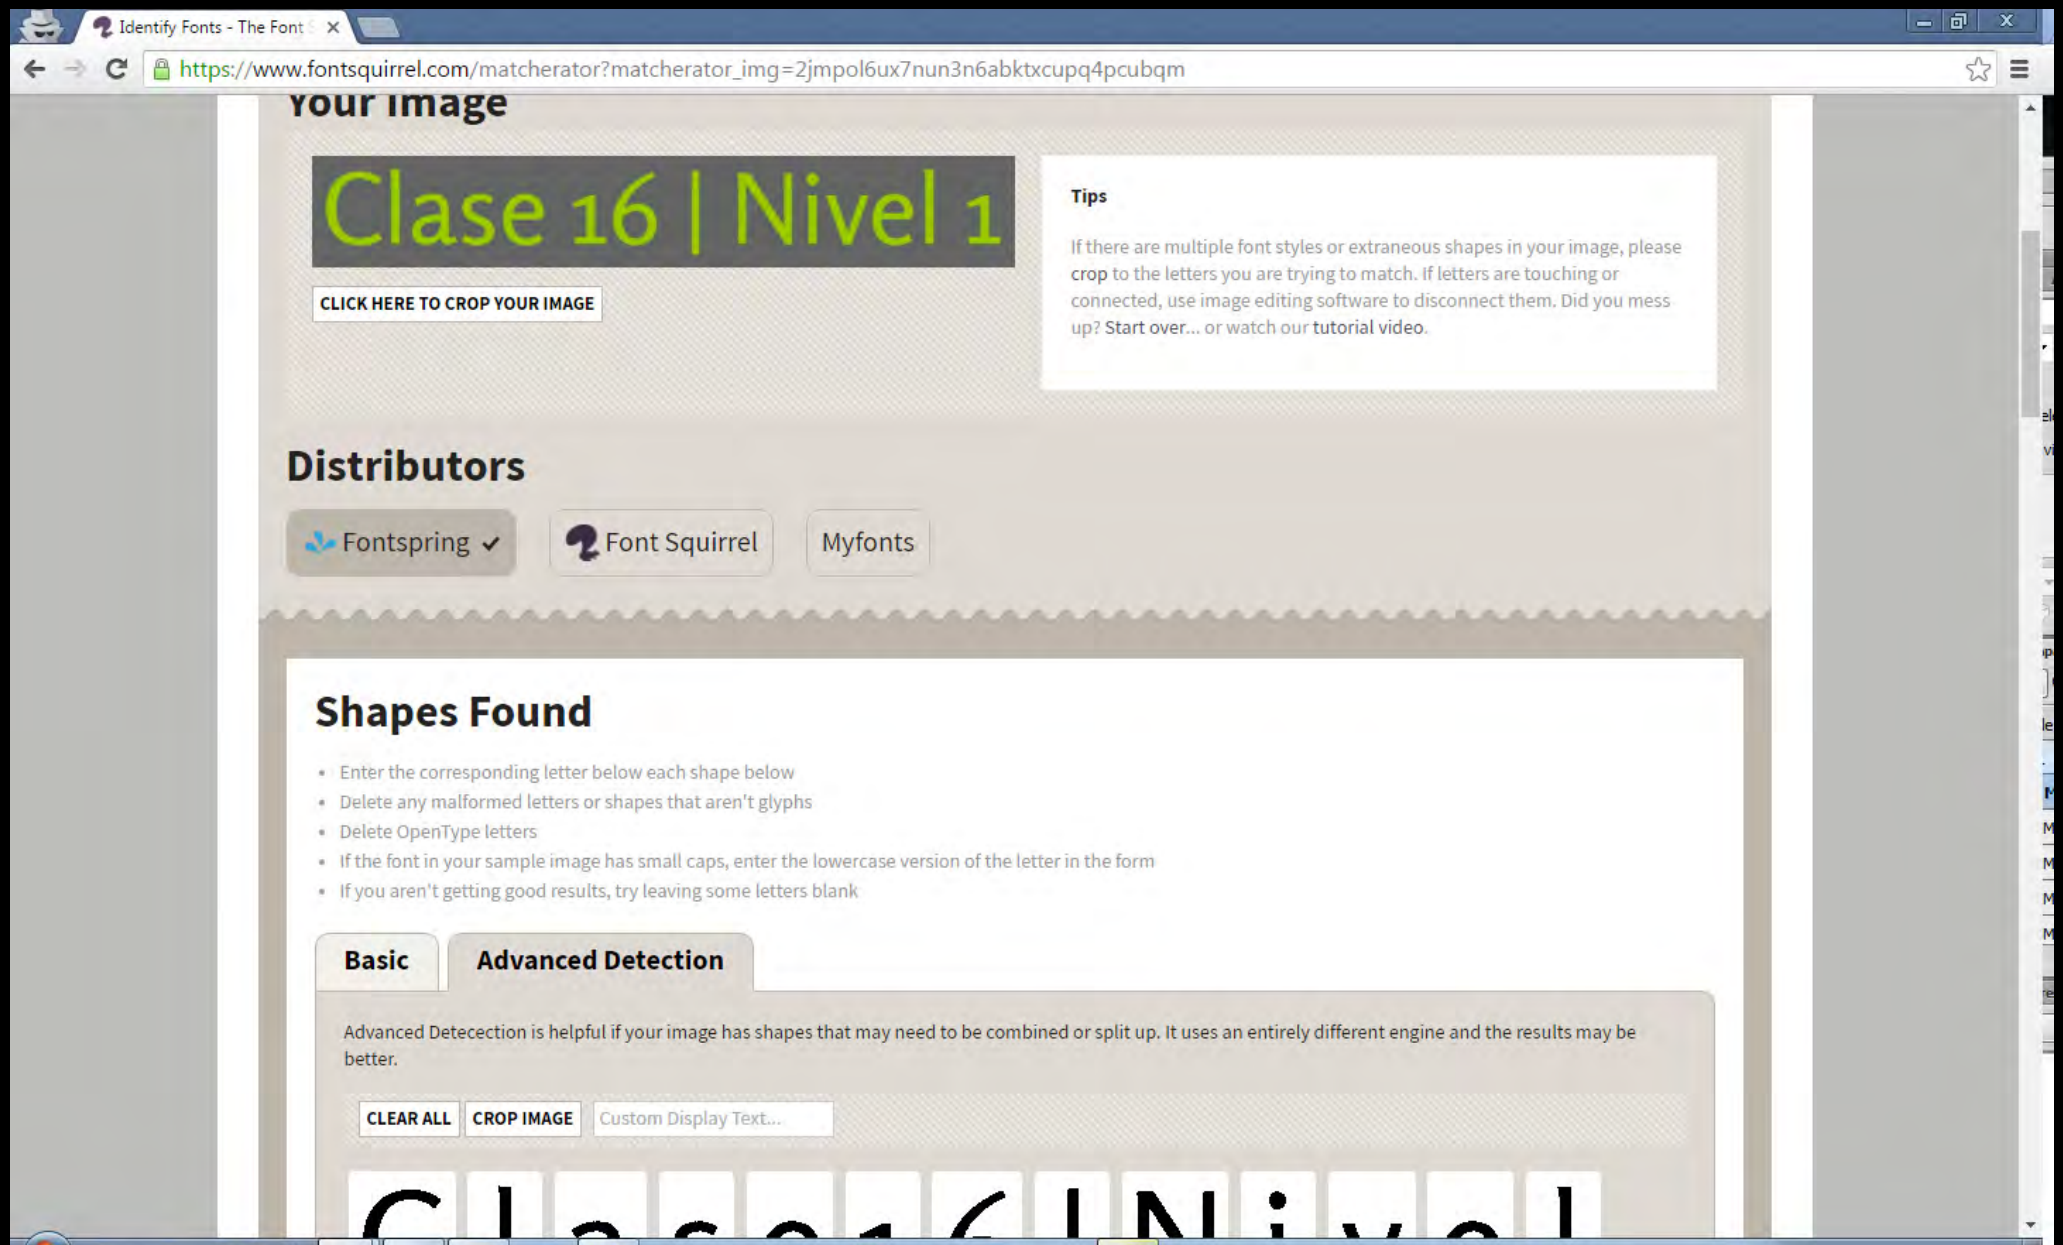 Identify Fonts - The Font
https://www.fontsquirrel.com/matcherator?matcherator_img=2jmpol6ux7nun3n6abktxcupq4pcubqm
Your Image
Clase 16 | Nivel 1
CLICK HERE TO CROP YOUR IMAGE
Tips
If there are multiple font styles or extraneous shapes in your image, please
crop to the letters you are trying to match. If letters are touching or
connected, use image editing software to disconnect them. Did you mess
up? Start over... or watch our tutorial video.
Distributors
Fontspring
Font Squirrel
Myfonts
Shapes Found
• Enter the corresponding letter below each shape below
• Delete any malformed letters or shapes that aren't glyphs
• Delete OpenType letters
• If the font in your sample image has small caps, enter the lowercase version of the letter in the form
• If you aren't getting good results, try leaving some letters blank
Basic
Advanced Detection
Advanced Detecection is helpful if your image has shapes that may need to be combined or split up. It uses an entirely different engine and the results may be
better.
CLEAR ALL
CROP IMAGE
Custom Display Text...
C l a s e 1 6 | N i v e l